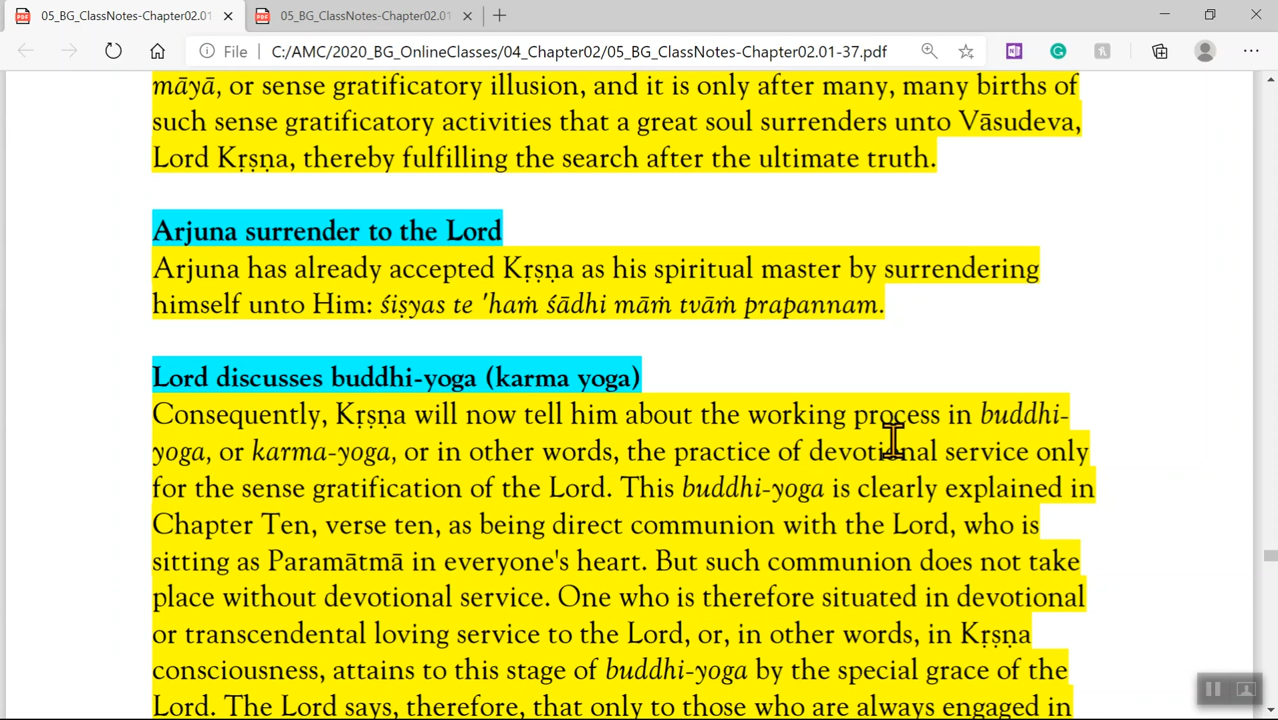 05_BG_ClassNotes-Chapter02.01
05_BG_ClassNotes-Chapter02.01
File C:/AMC/2020_BG_OnlineClasses/04_Chapter02/05_BG_ClassNotes-Chapter02.01-37.pdf
māyā, or sense gratificatory illusion, and it is only after many, many births of
such sense gratificatory activities that a great soul surrenders unto Vāsudeva,
Lord Kṛṣṇa, thereby fulfilling the search after the ultimate truth.
Arjuna surrender to the Lord
Arjuna has already accepted Kṛṣṇa as his spiritual master by surrendering
himself unto Him: śiṣyas te 'haṁ śādhi māṁ tvāṁ prapannam.
Lord discusses buddhi-yoga (karma yoga)
Consequently, Kṛṣṇa will now tell him about the working process in buddhi-
yoga, or karma-yoga, or in other words, the practice of devotional service only
for the sense gratification of the Lord. This buddhi-yoga is clearly explained in
Chapter Ten, verse ten, as being direct communion with the Lord, who is
sitting as Paramātmā in everyone's heart. But such communion does not take
place without devotional service. One who is therefore situated in devotional
or transcendental loving service to the Lord, or, in other words, in Kṛṣṇa
consciousness, attains to this stage of buddhi-yoga by the special grace of the
Lord. The Lord says, therefore, that only to those who are always engaged in